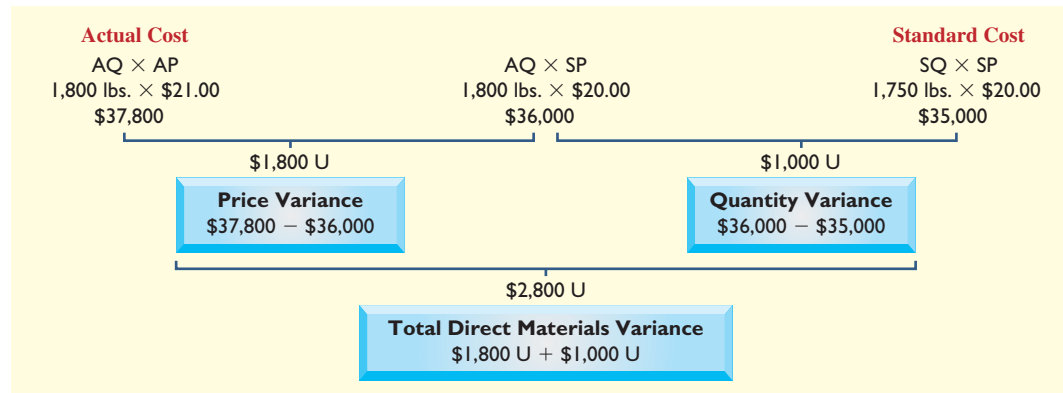 Actual Cost
AQ × AP
1,800 lbs. × $21.00
$37,800
AQ × SP
1,800 lbs. × $20.00
$36,000
Standard Cost
SQ × SP
1,750 lbs. × $20.00
$35,000
$1,800 U
Price Variance
$37,800 − $36,000
$1,000 U
Quantity Variance
$36,000 − $35,000
$2,800 U
Total Direct Materials Variance
$1,800 U + $1,000 U